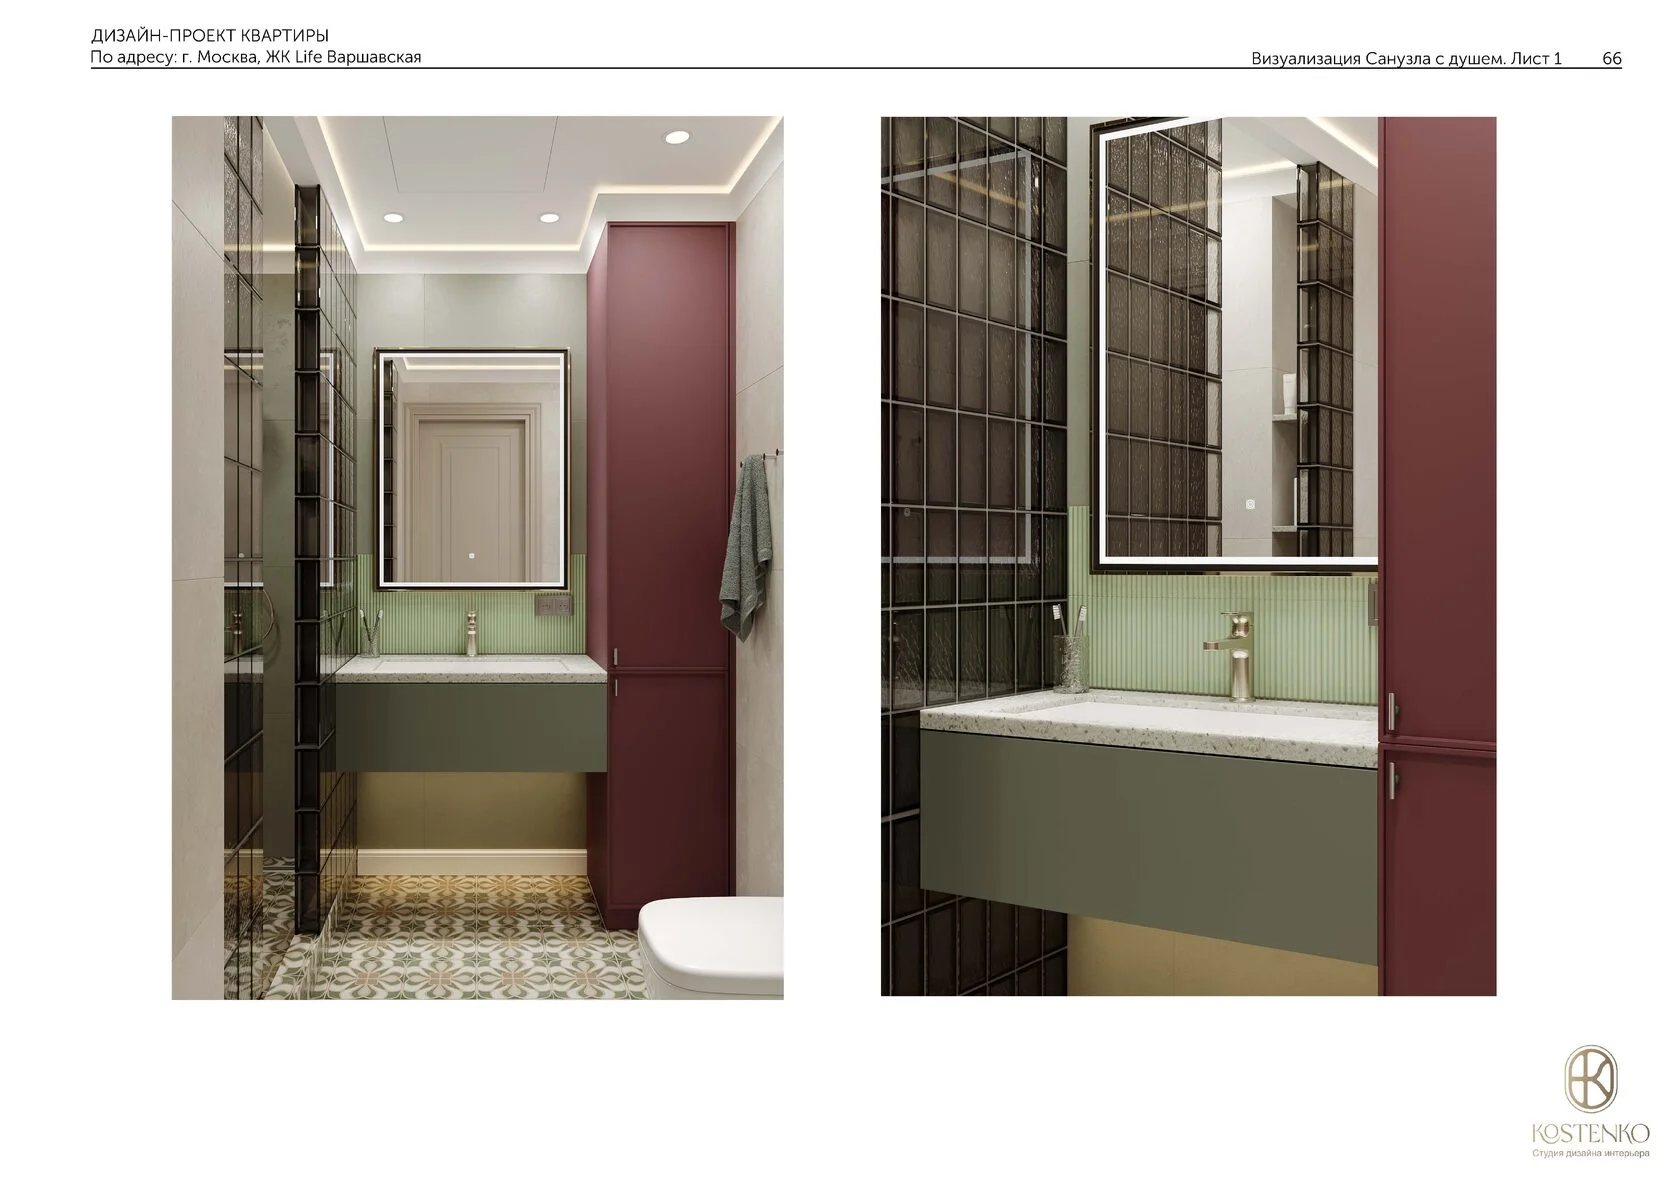 ДИЗАЙН-ПРОЕКТ КВАРТИРЫ
По адресу: г. Москва, ЖК Life Варшавская
Визуализация Санузла с душем. Лист 1 66
KOSTENKO
Студия дизайна интерьера